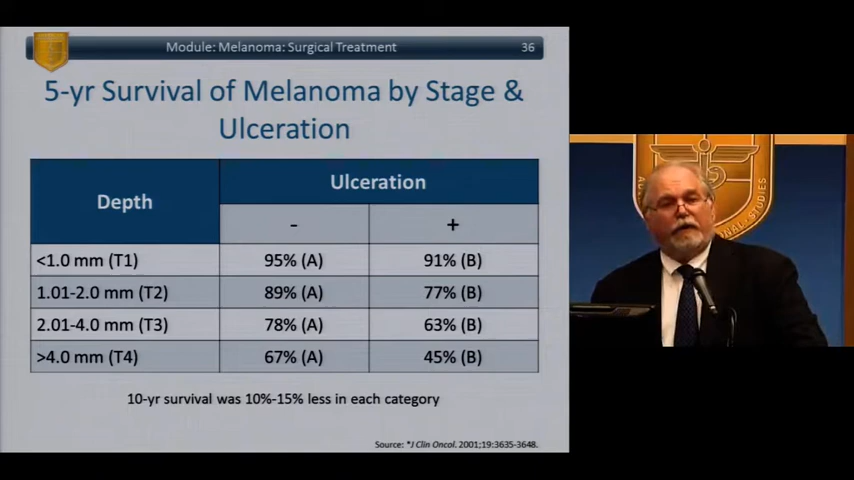 Module: Melanoma: Surgical Treatment 36
5-yr Survival of Melanoma by Stage &
Ulceration
Depth
Ulceration
- +
<1.0 mm (T1) 95% (A) 91% (B)
1.01-2.0 mm (T2) 89% (A) 77% (B)
2.01-4.0 mm (T3) 78% (A) 63% (B)
>4.0 mm (T4) 67% (A) 45% (B)
10-yr survival was 10%-15% less in each category
Source: *J Clin Oncol. 2001;19:3635-3648.
STUDIES